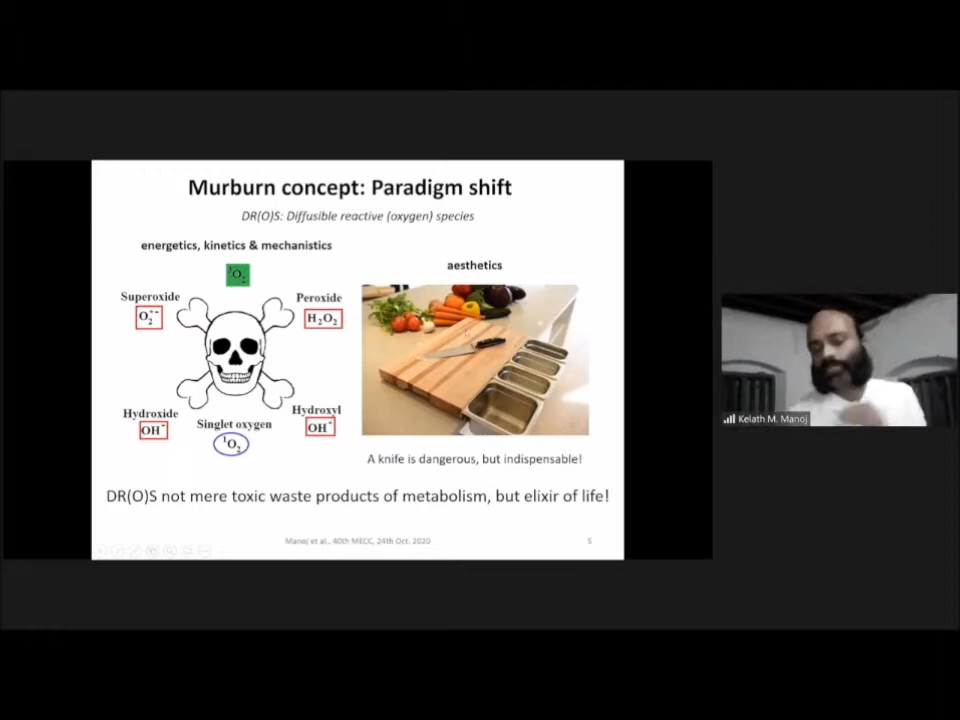 Murburn concept: Paradigm shift
DR(O)S: Diffusible reactive (oxygen) species
energetics, kinetics & mechanistics
aesthetics
³O₂
Superoxide
O₂•⁻
Peroxide
H₂O₂
Hydroxide
OH⁻
Singlet oxygen
¹O₂
Hydroxyl
OH•
A knife is dangerous, but indispensable!
DR(O)S not mere toxic waste products of metabolism, but elixir of life!
Manoj et al., 40th MECC, 24th Oct. 2020
5
Kelath M. Manoj